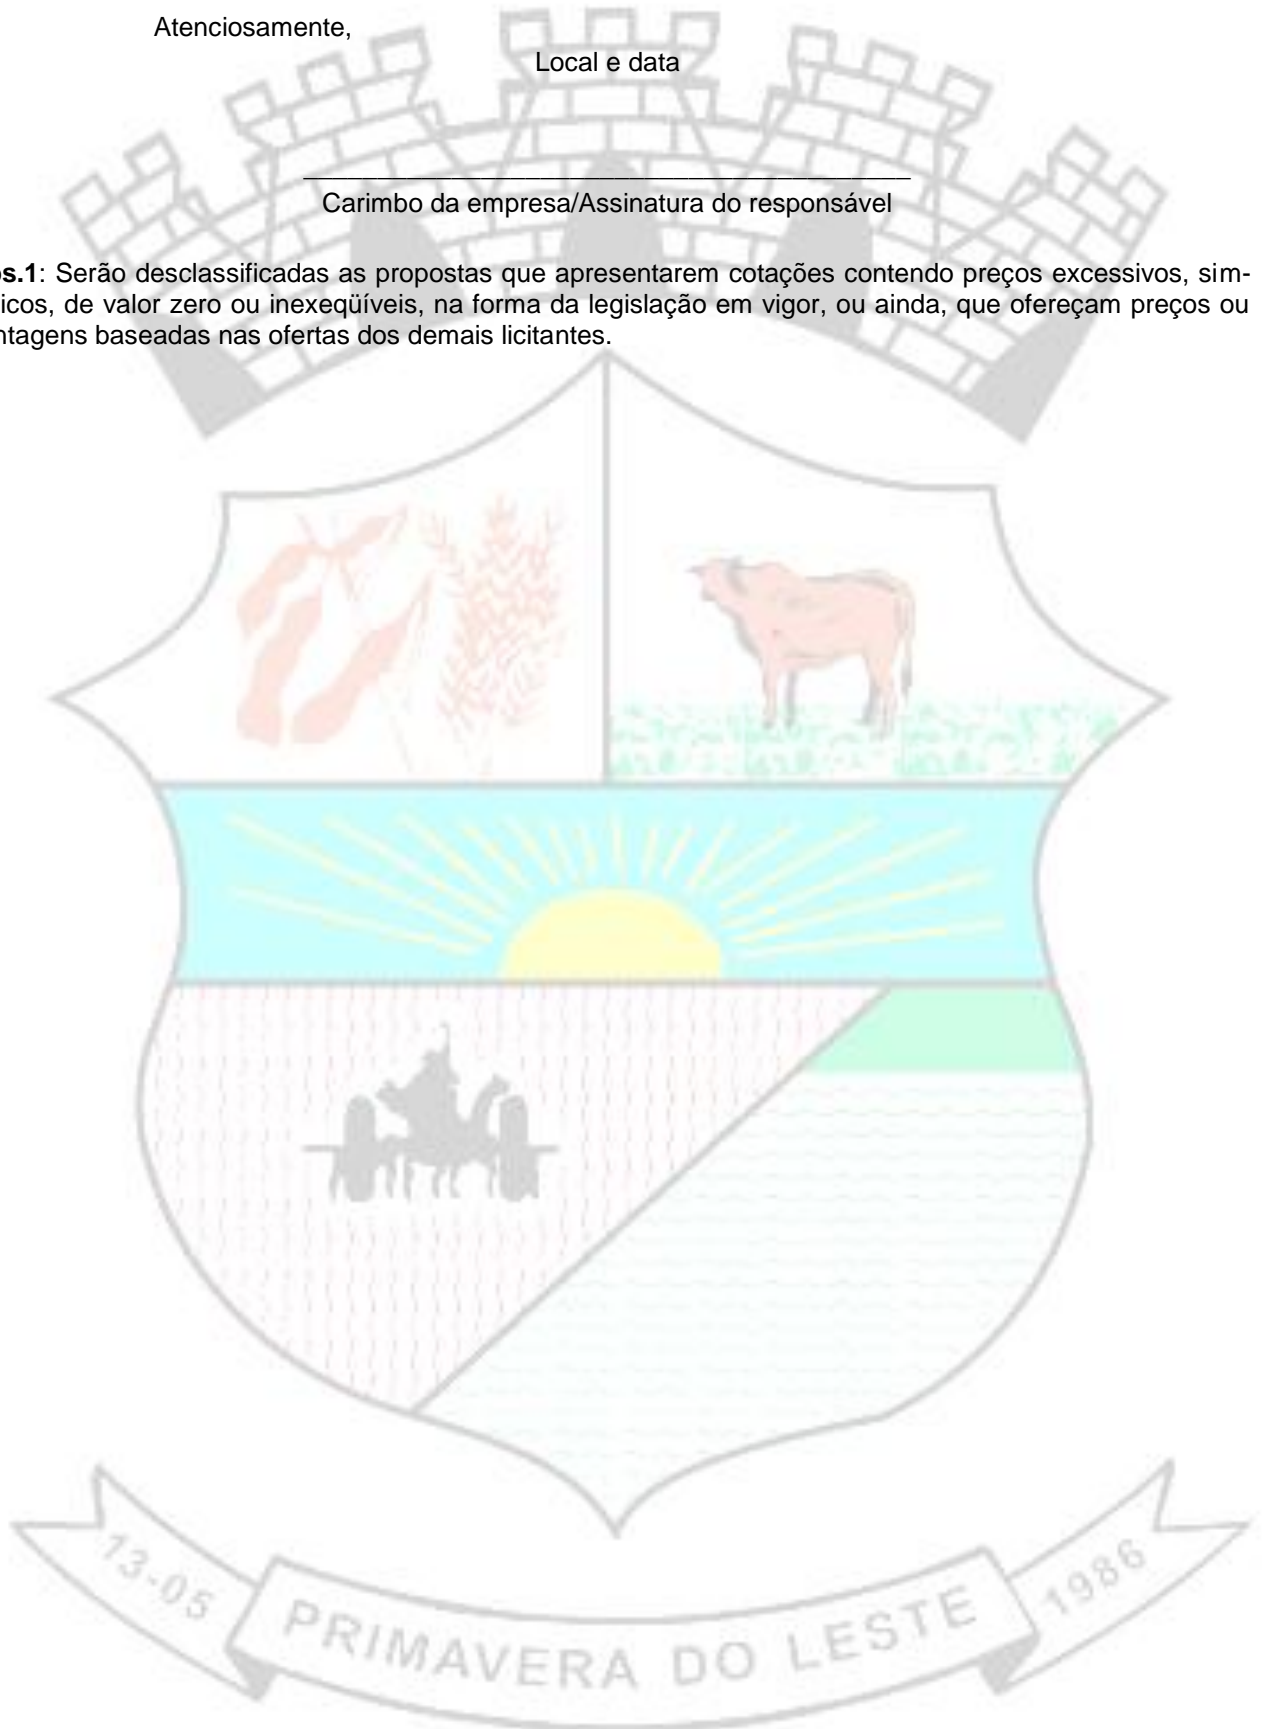 Atenciosamente,
Local e data
Carimbo da empresa/Assinatura do responsável
os.1: Serão desclassificadas as propostas que apresentarem cotações contendo preços excessivos, sim-
icos, de valor zero ou inexeqüíveis, na forma da legislação em vigor, ou ainda, que ofereçam preços ou
ntagens baseadas nas ofertas dos demais licitantes.
13-05 PRIMAVERA DO LESTE 1986